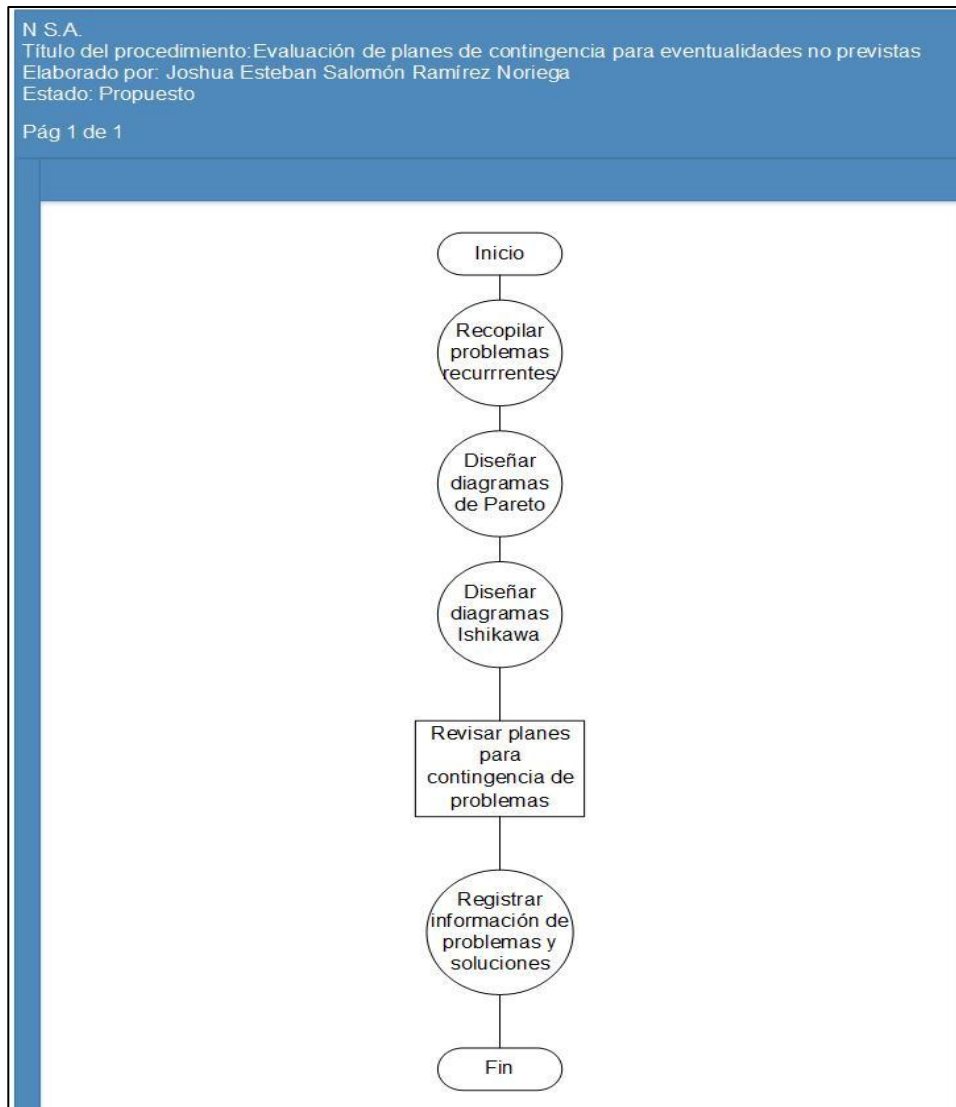 N S.A.
Título del procedimiento:Evaluación de planes de contingencia para eventualidades no previstas
Elaborado por: Joshua Esteban Salomón Ramírez Noriega
Estado: Propuesto
Pág 1 de 1
Inicio
Recopilar
problemas
recurrrentes
Diseñar
diagramas
de Pareto
Diseñar
diagramas
Ishikawa
Revisar planes
para
contingencia de
problemas
Registrar
información de
problemas y
soluciones
Fin